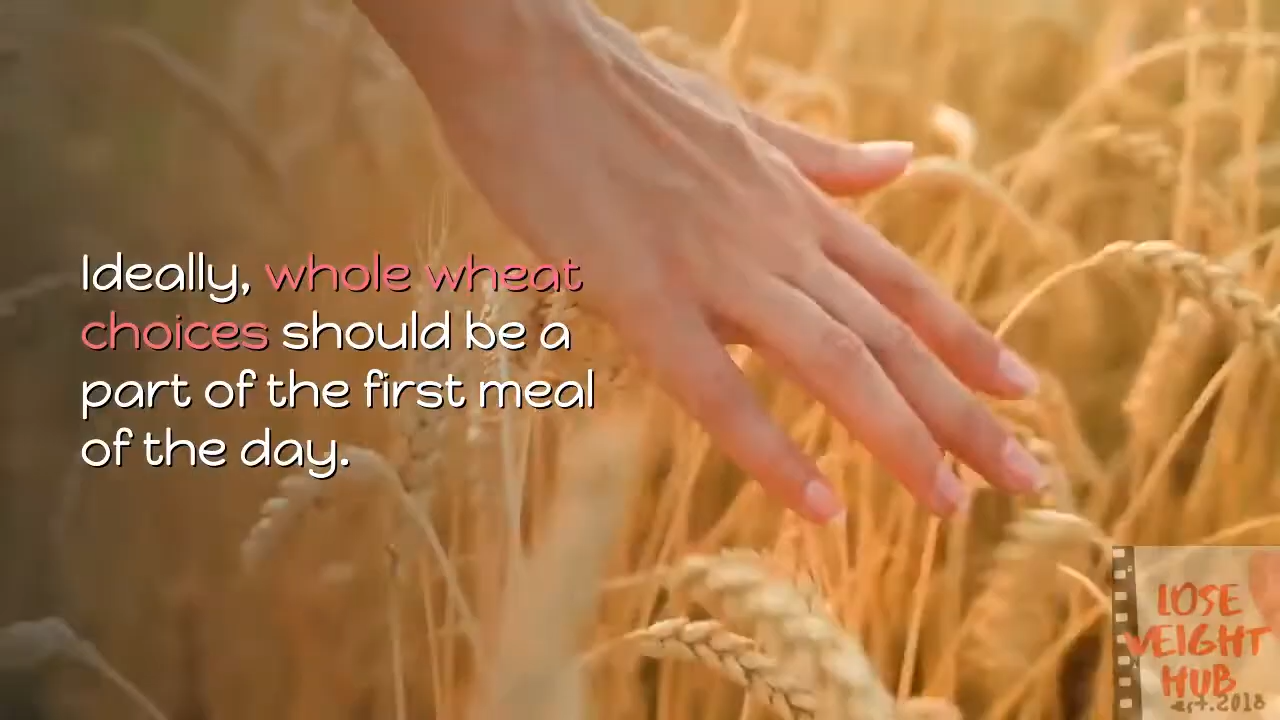 Ideally, whole wheat
choices should be a
part of the first meal
of the day.
LOSE
WEIGHT
HUB
est.2018